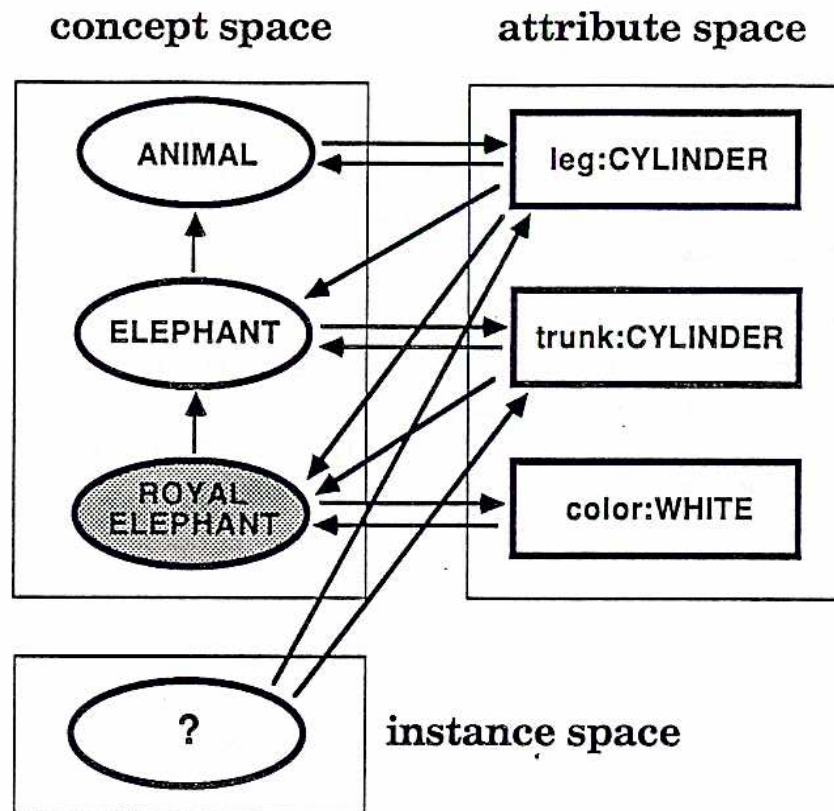 concept space
attribute space
ANIMAL
leg:CYLINDER
ELEPHANT
trunk:CYLINDER
ROYAL
ELEPHANT
color:WHITE
?
instance space